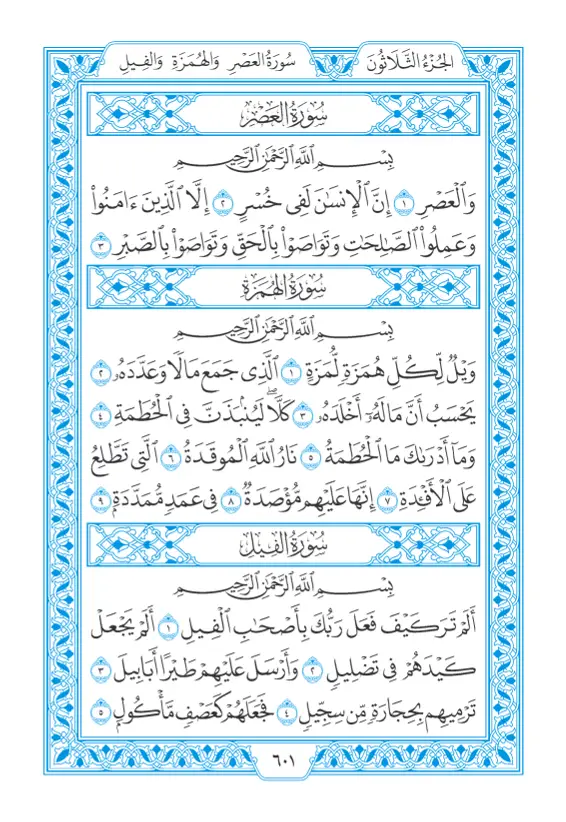 الجُزْءُ الثَّلَاثُونَ
سُورَةُ العَصْرِ وَالهُمَزَةِ وَالفِيلِ
سُورَةُ العَصْرِ
بِسْمِ ٱللَّهِ ٱلرَّحْمَٰنِ ٱلرَّحِيمِ
وَٱلْعَصْرِ ١ إِنَّ ٱلْإِنسَٰنَ لَفِى خُسْرٍ ٢ إِلَّا ٱلَّذِينَ ءَامَنُوا۟
وَعَمِلُوا۟ ٱلصَّٰلِحَٰتِ وَتَوَاصَوْا۟ بِٱلْحَقِّ وَتَوَاصَوْا۟ بِٱلصَّبْرِ ٣
سُورَةُ الهُمَزَةِ
بِسْمِ ٱللَّهِ ٱلرَّحْمَٰنِ ٱلرَّحِيمِ
وَيْلٌ لِّكُلِّ هُمَزَةٍ لُّمَزَةٍ ١ ٱلَّذِى جَمَعَ مَالًا وَعَدَّدَهُۥ ٢
يَحْسَبُ أَنَّ مَالَهُۥٓ أَخْلَدَهُۥ ٣ كَلَّا ۖ لَيُنۢبَذَنَّ فِى ٱلْحُطَمَةِ ٤
وَمَآ أَدْرَىٰكَ مَا ٱلْحُطَمَةُ ٥ نَارُ ٱللَّهِ ٱلْمُوقَدَةُ ٦ ٱلَّتِى تَطَّلِعُ
عَلَى ٱلْأَفْـِٔدَةِ ٧ إِنَّهَا عَلَيْهِم مُّؤْصَدَةٌ ٨ فِى عَمَدٍ مُّمَدَّدَةٍۭ ٩
سُورَةُ الفِيلِ
بِسْمِ ٱللَّهِ ٱلرَّحْمَٰنِ ٱلرَّحِيمِ
أَلَمْ تَرَ كَيْفَ فَعَلَ رَبُّكَ بِأَصْحَٰبِ ٱلْفِيلِ ١ أَلَمْ يَجْعَلْ
كَيْدَهُمْ فِى تَضْلِيلٍ ٢ وَأَرْسَلَ عَلَيْهِمْ طَيْرًا أَبَابِيلَ ٣
تَرْمِيهِم بِحِجَارَةٍ مِّن سِجِّيلٍ ٤ فَجَعَلَهُمْ كَعَصْفٍ مَّأْكُولٍۭ ٥
٦٠١